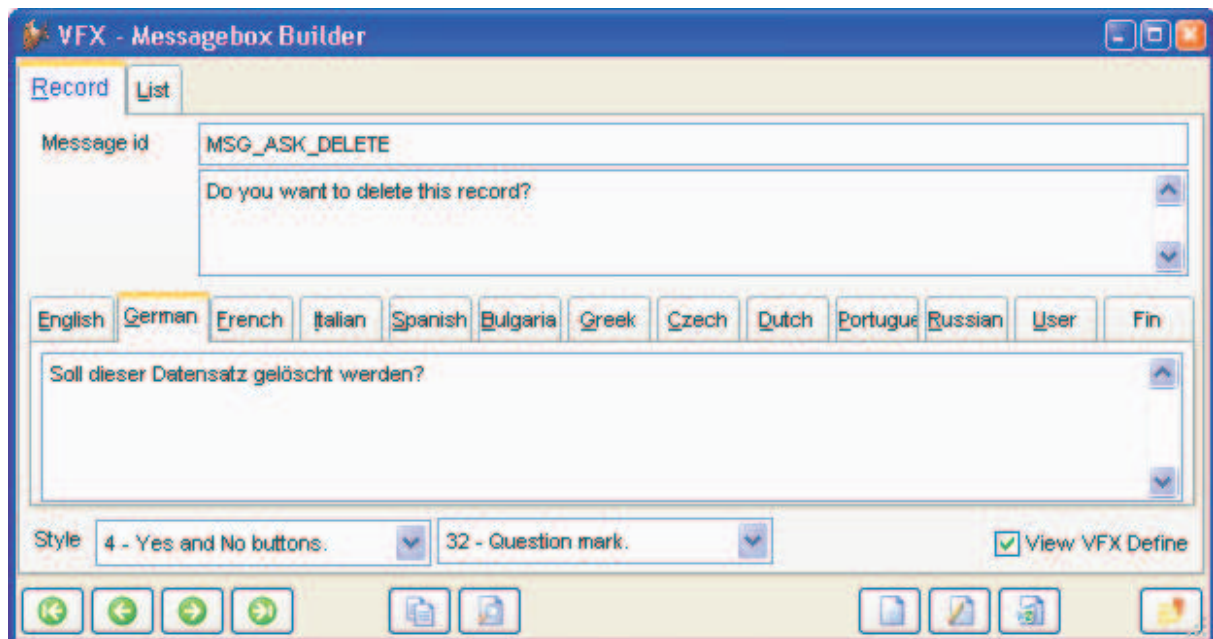 VFX - Messagebox Builder
Record List
Message id MSG_ASK_DELETE
Do you want to delete this record?
English German French Italian Spanish Bulgaria Greek Czech Dutch Portugue Russian User Fin
Soll dieser Datensatz gelöscht werden?
Style 4 - Yes and No buttons. 32 - Question mark. View VFX Define